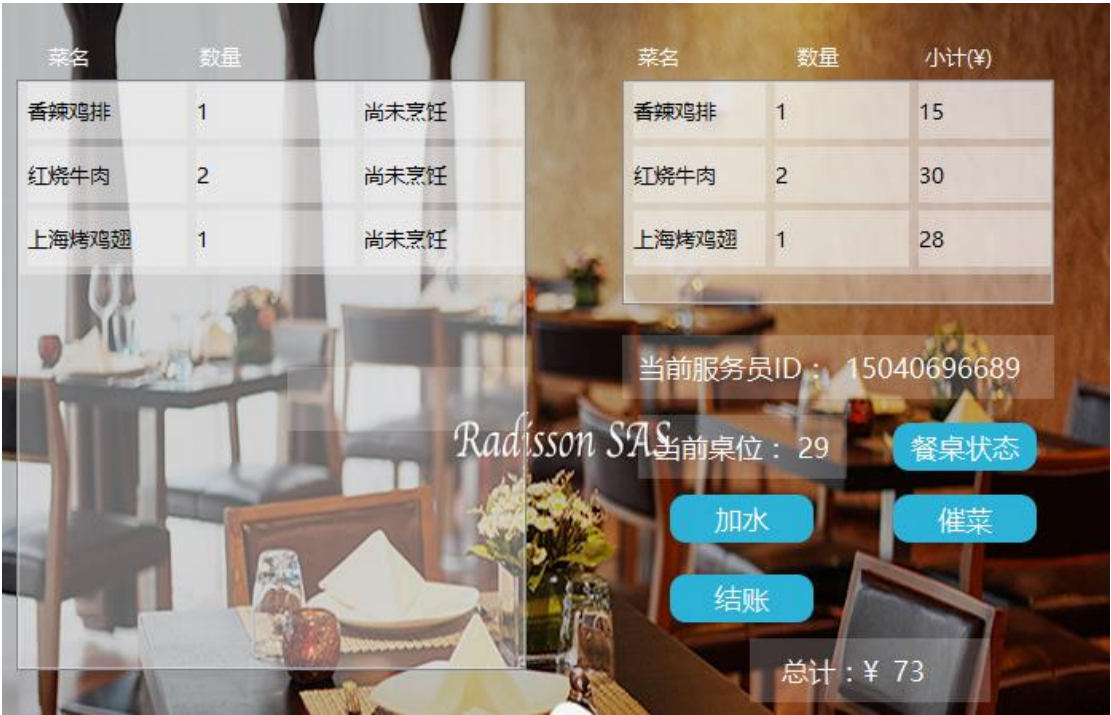 菜名 数量
香辣鸡排 1 尚未烹饪
红烧牛肉 2 尚未烹饪
上海烤鸡翅 1 尚未烹饪
菜名 数量 小计(¥)
香辣鸡排 1 15
红烧牛肉 2 30
上海烤鸡翅 1 28
当前服务员ID： 15040696689
Radisson SAS
当前桌位： 29 餐桌状态
加水 催菜
结账
总计：¥ 73